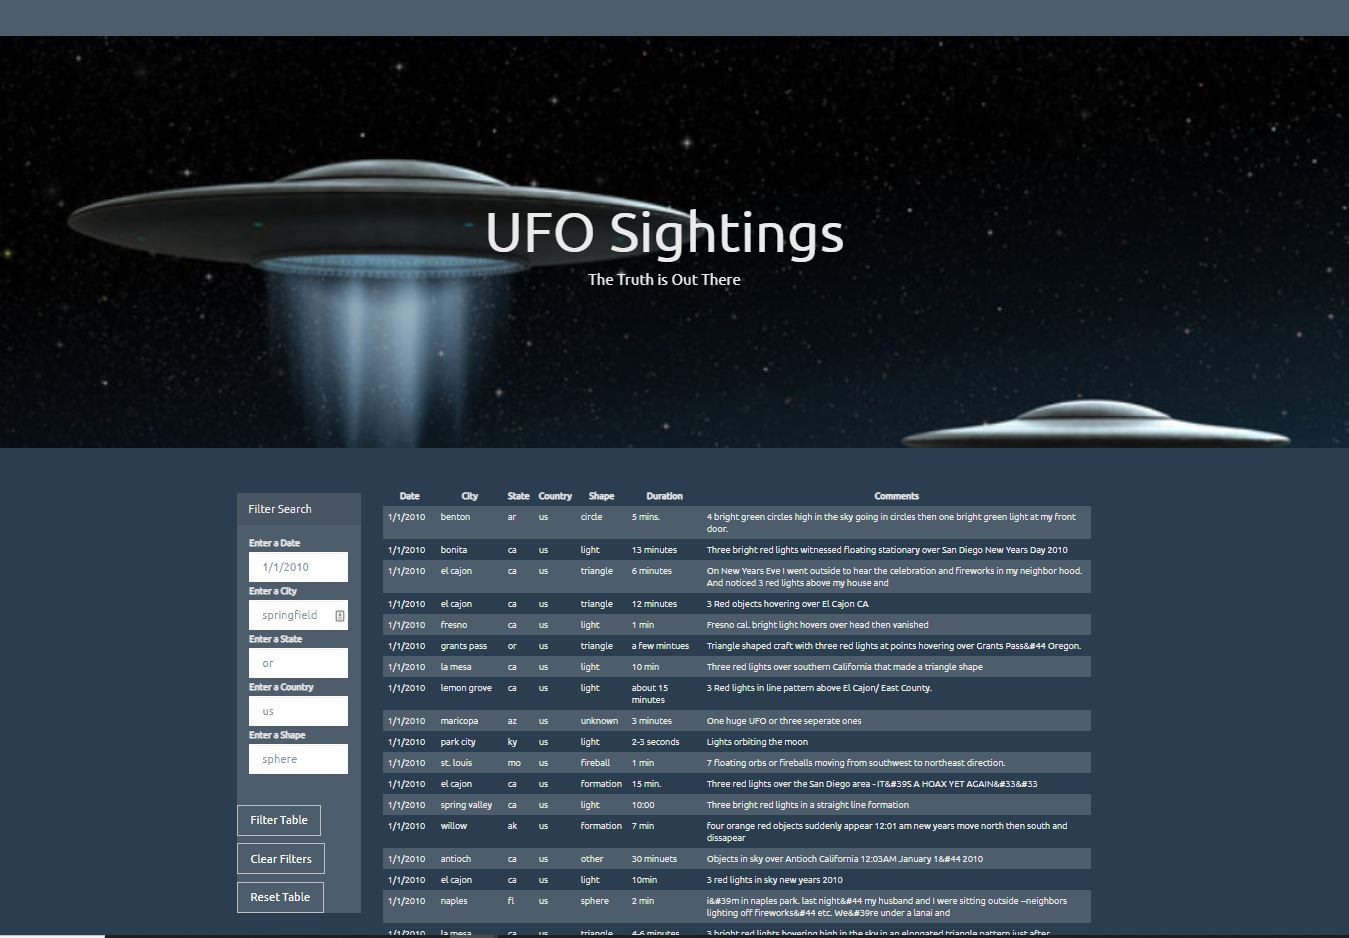 UFO Sightings
The Truth is Out There
Filter Search
Enter a Date
1/1/2010
Enter a City
springfield
Enter a State
or
Enter a Country
us
Enter a Shape
sphere
Filter Table
Clear Filters
Reset Table
Date City State Country Shape Duration Comments
1/1/2010 benton ar us circle 5 mins. 4 bright green circles high in the sky going in circles then one bright green light at my front
door.
1/1/2010 bonita ca us light 13 minutes Three bright red lights witnessed floating stationary over San Diego New Years Day 2010
1/1/2010 el cajon ca us triangle 6 minutes On New Years Eve I went outside to hear the celebration and fireworks in my neighbor hood.
And noticed 3 red lights above my house and
1/1/2010 el cajon ca us triangle 12 minutes 3 Red objects hovering over El Cajon CA
1/1/2010 fresno ca us light 1 min Fresno cal. bright light hovers over head then vanished
1/1/2010 grants pass or us triangle a few mintues Triangle shaped craft with three red lights at points hovering over Grants Pass&#44 Oregon.
1/1/2010 la mesa ca us light 10 min Three red lights over southern California that made a triangle shape
1/1/2010 lemon grove ca us light about 15 3 Red lights in line pattern above El Cajon/ East County.
minutes
1/1/2010 maricopa az us unknown 3 minutes One huge UFO or three seperate ones
1/1/2010 park city ky us light 2-3 seconds Lights orbiting the moon
1/1/2010 st. louis mo us fireball 1 min 7 floating orbs or fireballs moving from southwest to northeast direction.
1/1/2010 el cajon ca us formation 15 min. Three red lights over the San Diego area - IT&#39S A HOAX YET AGAIN&#33&#33
1/1/2010 spring valley ca us light 10:00 Three bright red lights in a straight line formation
1/1/2010 willow ak us formation 7 min four orange red objects suddenly appear 12:01 am new years move north then south and
dissapear
1/1/2010 antioch ca us other 30 minuets Objects in sky over Antioch California 12:03AM January 1&#44 2010
1/1/2010 el cajon ca us light 10min 3 red lights in sky new years 2010
1/1/2010 naples fl us sphere 2 min i&#39m in naples park. last night&#44 my husband and I were sitting outside --neighbors
lighting off fireworks&#44 etc. We&#39re under a lanai and
1/1/2010 la mesa ca us triangle 4-6 minutes 3 bright red lights hovering high in the sky in an elongated triangle pattern just after